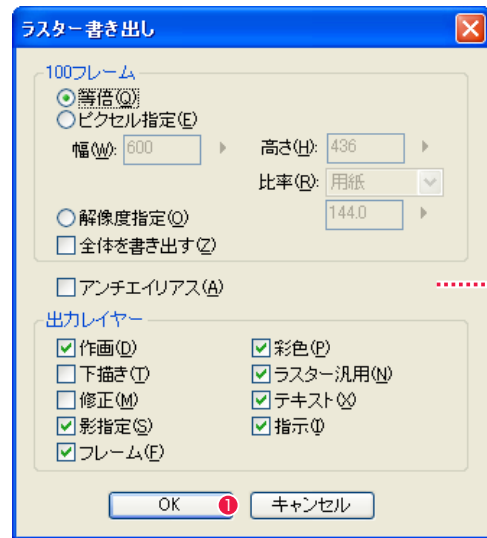 ラスター書き出し
100フレーム
等倍(Q)
ピクセル指定(E)
幅(W): 600 高さ(H): 436
比率(R): 用紙
解像度指定(O) 144.0
全体を書き出す(Z)
アンチエイリアス(A)
出力レイヤー
作画(D) 彩色(P)
下描き(T) ラスター汎用(N)
修正(M) テキスト(X)
影指定(S) 指示(I)
フレーム(F)
OK 1 キャンセル